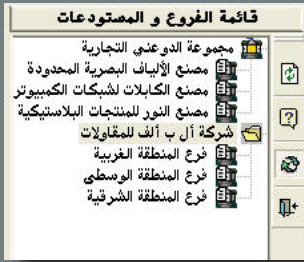 قائمة الفروع و المستودعات
مجموعة الدوعني التجارية
مصنع الألياف البصرية المحدودة
مصنع الكابلات لشبكات الكمبيوتر
مصنع النور للمنتجات البلاستيكية
شركة أل ب ألف للمقاولات
فرع المنطقة الغربية
فرع المنطقة الوسطى
فرع المنطقة الشرقية